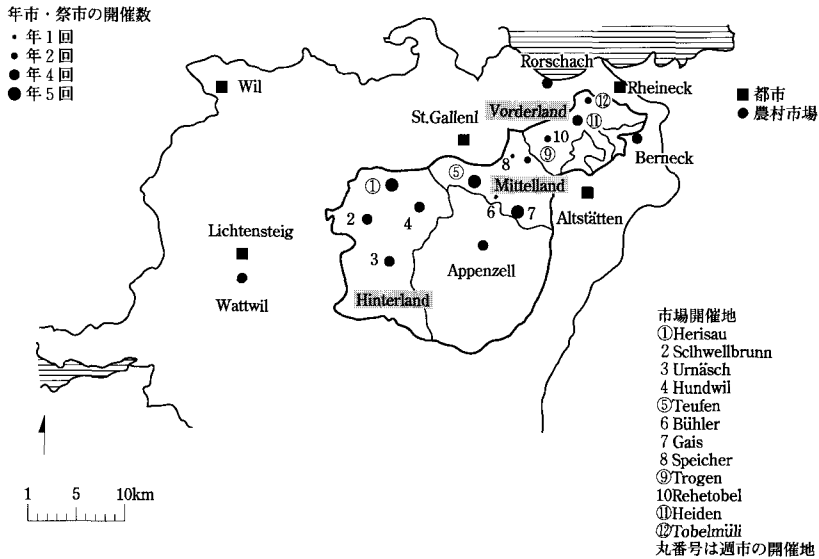 年市・祭市の開催数
年1回
年2回
年4回
年5回
Wil
Rorschach
Rheineck
Vorderland
⑫
⑪
St.Gallenl
10
⑨
8
Berneck
都市
農村市場
①
⑤
Mittelland
2
4
6
7
Altstätten
Lichtensteig
3
Appenzell
Wattwil
Hinterland
市場開催地
①Herisau
2 Sclhwellbrunn
3 Urnäsch
4 Hundwil
⑤Teufen
6 Bühler
7 Gais
8 Speicher
⑨Trogen
10Rehetobel
⑪Heiden
⑫Tobelmüli
丸番号は週市の開催地
1 5 10km